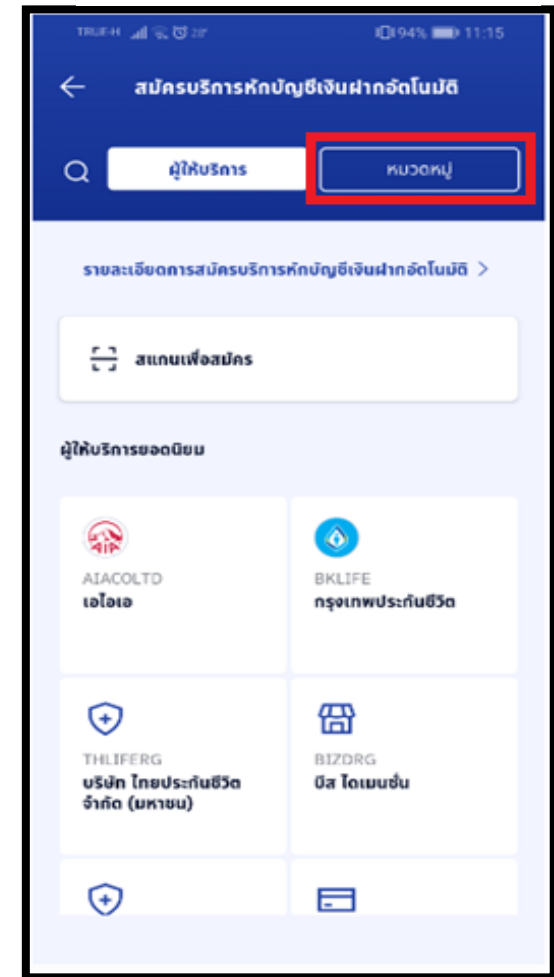 TRUE-H 11:15
94%
สมัครบริการหักบัญชีเงินฝากอัตโนมัติ
ผู้ให้บริการ หมวดหมู่
รายละเอียดการสมัครบริการหักบัญชีเงินฝากอัตโนมัติ >
สแกนเพื่อสมัคร
ผู้ให้บริการยอดนิยม
AIA
AIACOLTD
เอไอเอ
BKLIFE
กรุงเทพประกันชีวิต
THLIFERG
บริษัท ไทยประกันชีวิต
จำกัด (มหาชน)
BIZDRG
บีส ไดเมนชั่น